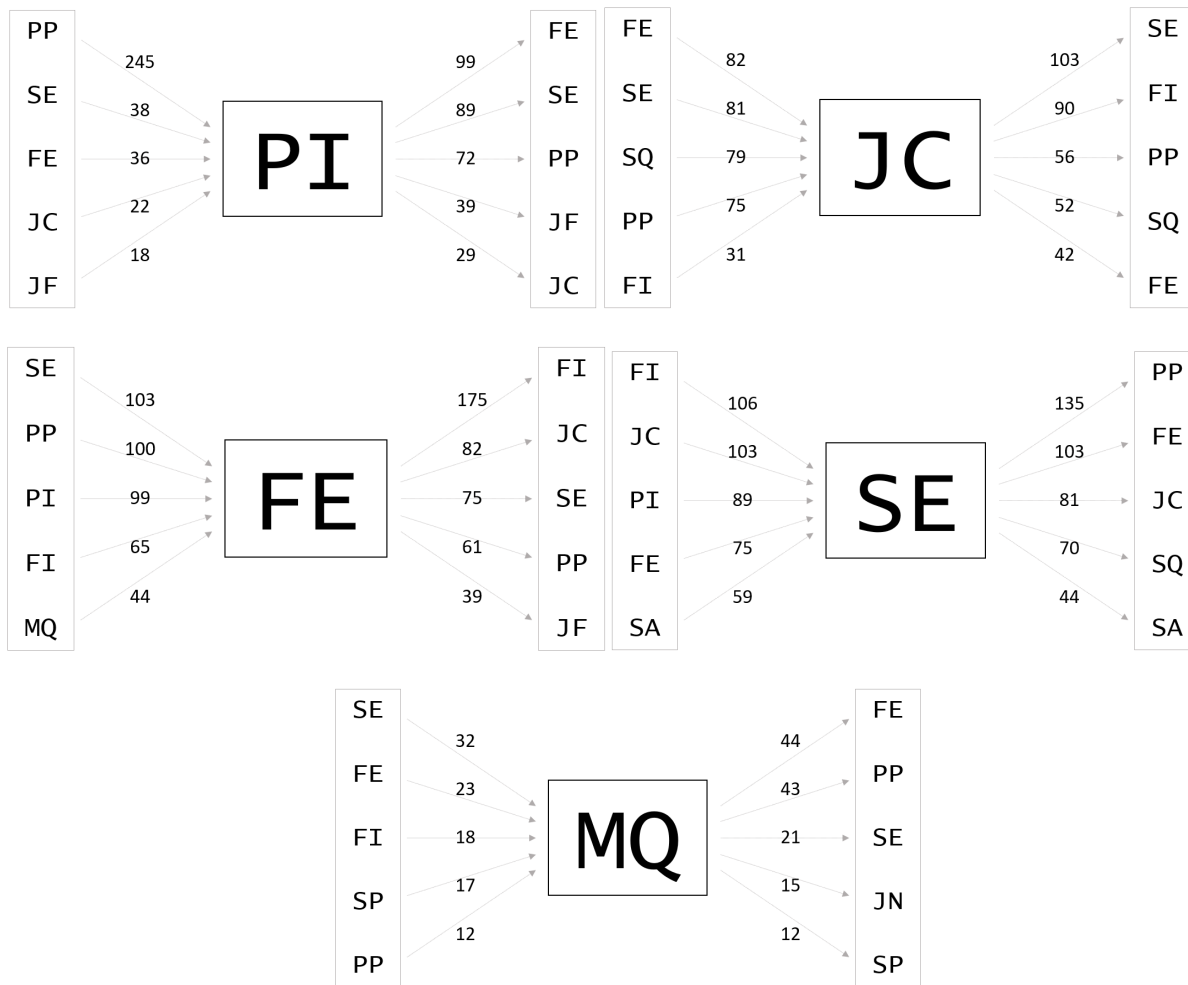 PP
SE
FE
JC
JF
245
38
36
22
18
PI
99
89
72
39
29
FE
SE
PP
JF
JC
FE
SE
SQ
PP
FI
82
81
79
75
31
JC
103
90
56
52
42
SE
FI
PP
SQ
FE
SE
PP
PI
FI
MQ
103
100
99
65
44
FE
175
82
75
61
39
FI
JC
SE
PP
JF
FI
JC
PI
FE
SA
106
103
89
75
59
SE
135
103
81
70
44
PP
FE
JC
SQ
SA
SE
FE
FI
SP
PP
32
23
18
17
12
MQ
44
43
21
15
12
FE
PP
SE
JN
SP